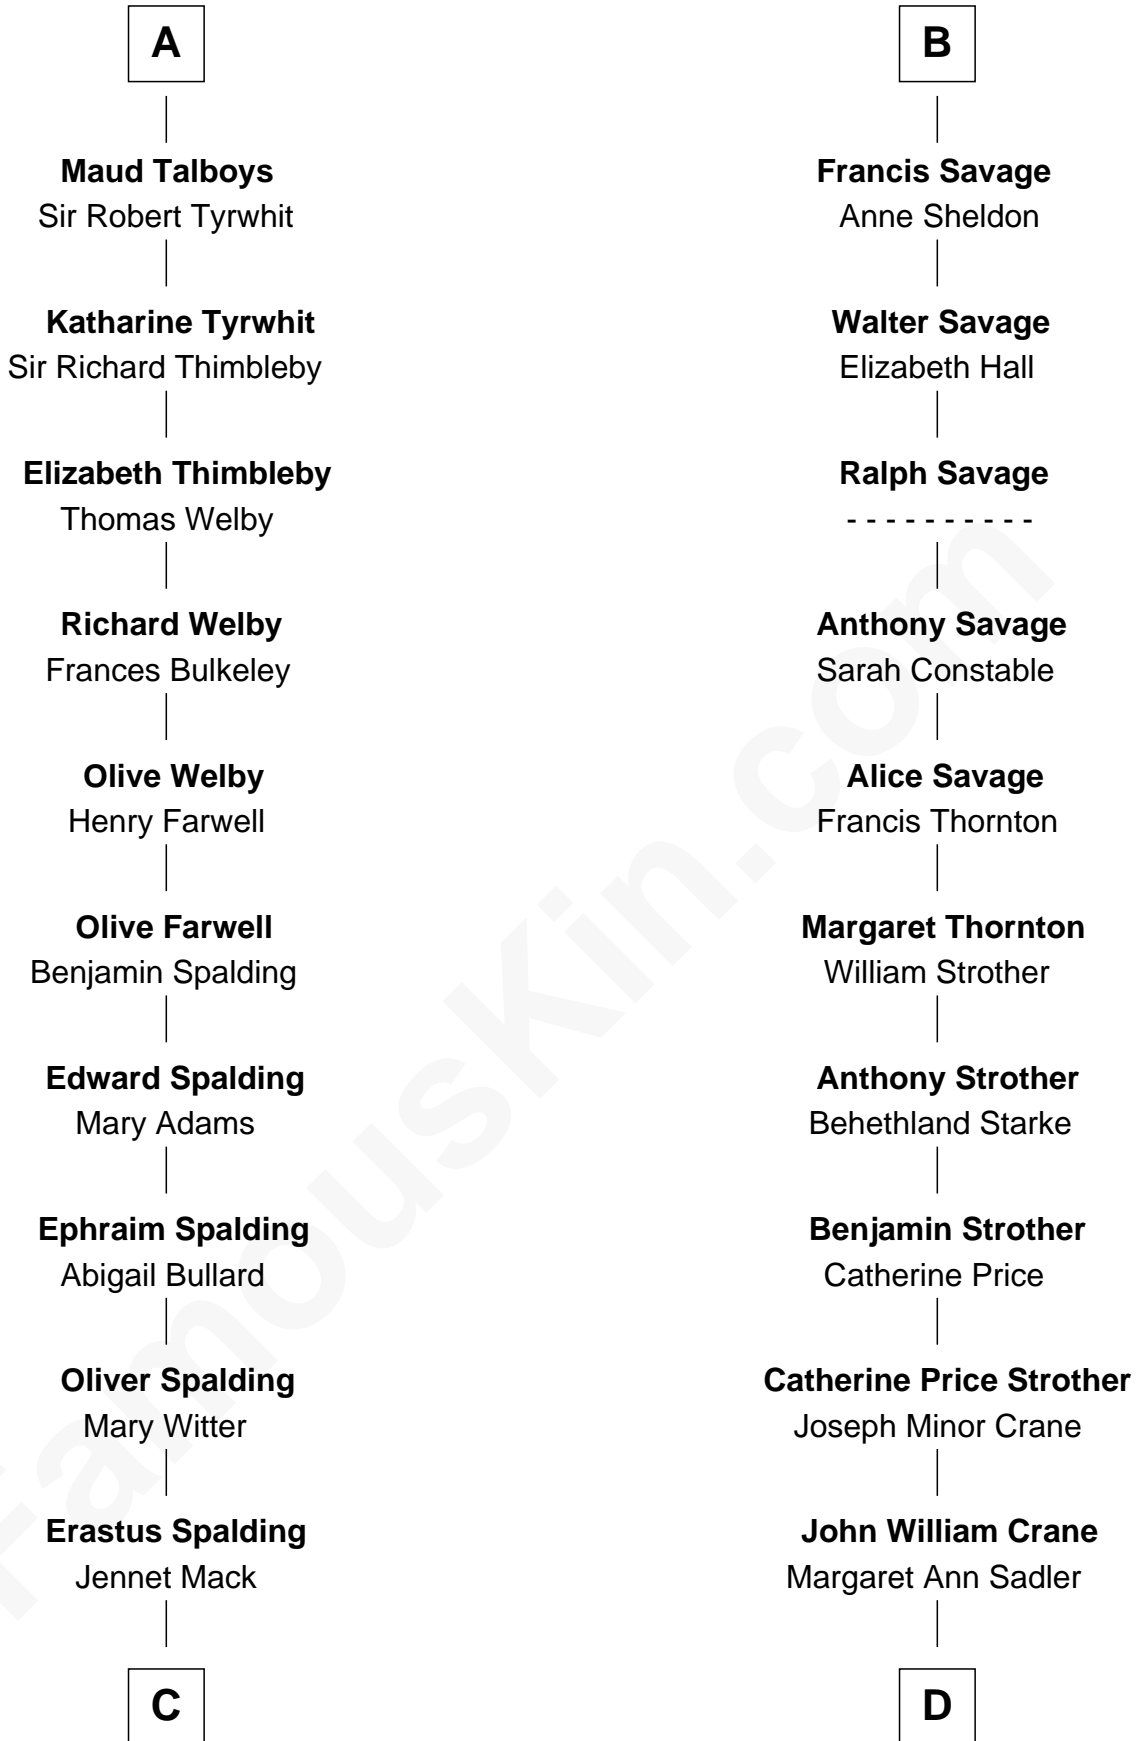 A
Maud Talboys
Sir Robert Tyrwhit
Katharine Tyrwhit
Sir Richard Thimbleby
Elizabeth Thimbleby
Thomas Welby
Richard Welby
Frances Bulkeley
Olive Welby
Henry Farwell
Olive Farwell
Benjamin Spalding
Edward Spalding
Mary Adams
Ephraim Spalding
Abigail Bullard
Oliver Spalding
Mary Witter
Erastus Spalding
Jennet Mack
C
B
Francis Savage
Anne Sheldon
Walter Savage
Elizabeth Hall
Ralph Savage
- - - - - - - - - -
Anthony Savage
Sarah Constable
Alice Savage
Francis Thornton
Margaret Thornton
William Strother
Anthony Strother
Behethland Starke
Benjamin Strother
Catherine Price
Catherine Price Strother
Joseph Minor Crane
John William Crane
Margaret Ann Sadler
D
FamousKin.com